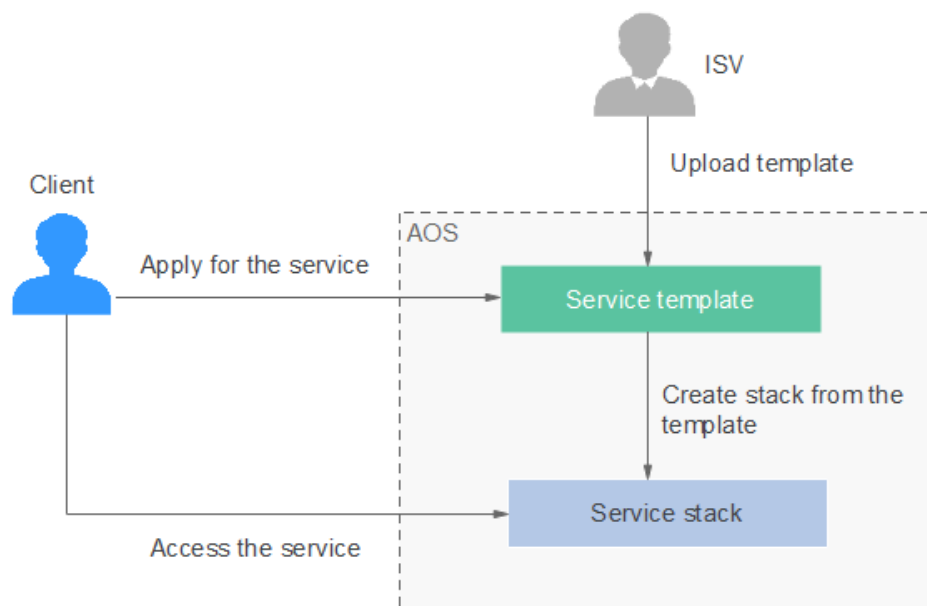 ISV
Upload template
Client
AOS
Apply for the service
Service template
Create stack from the
template
Service stack
Access the service